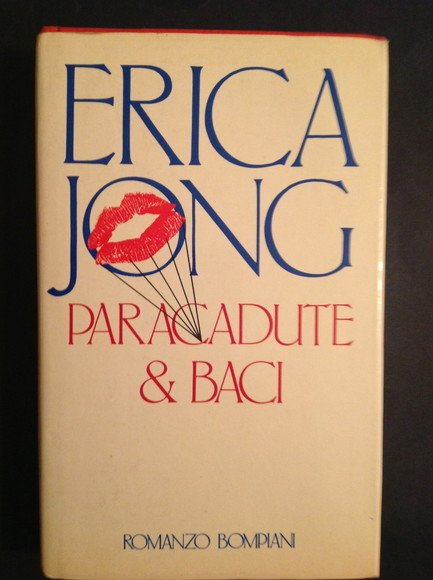 ERICA
JONG
PARACADUTE
& BACI
ROMANZO BOMPIANI